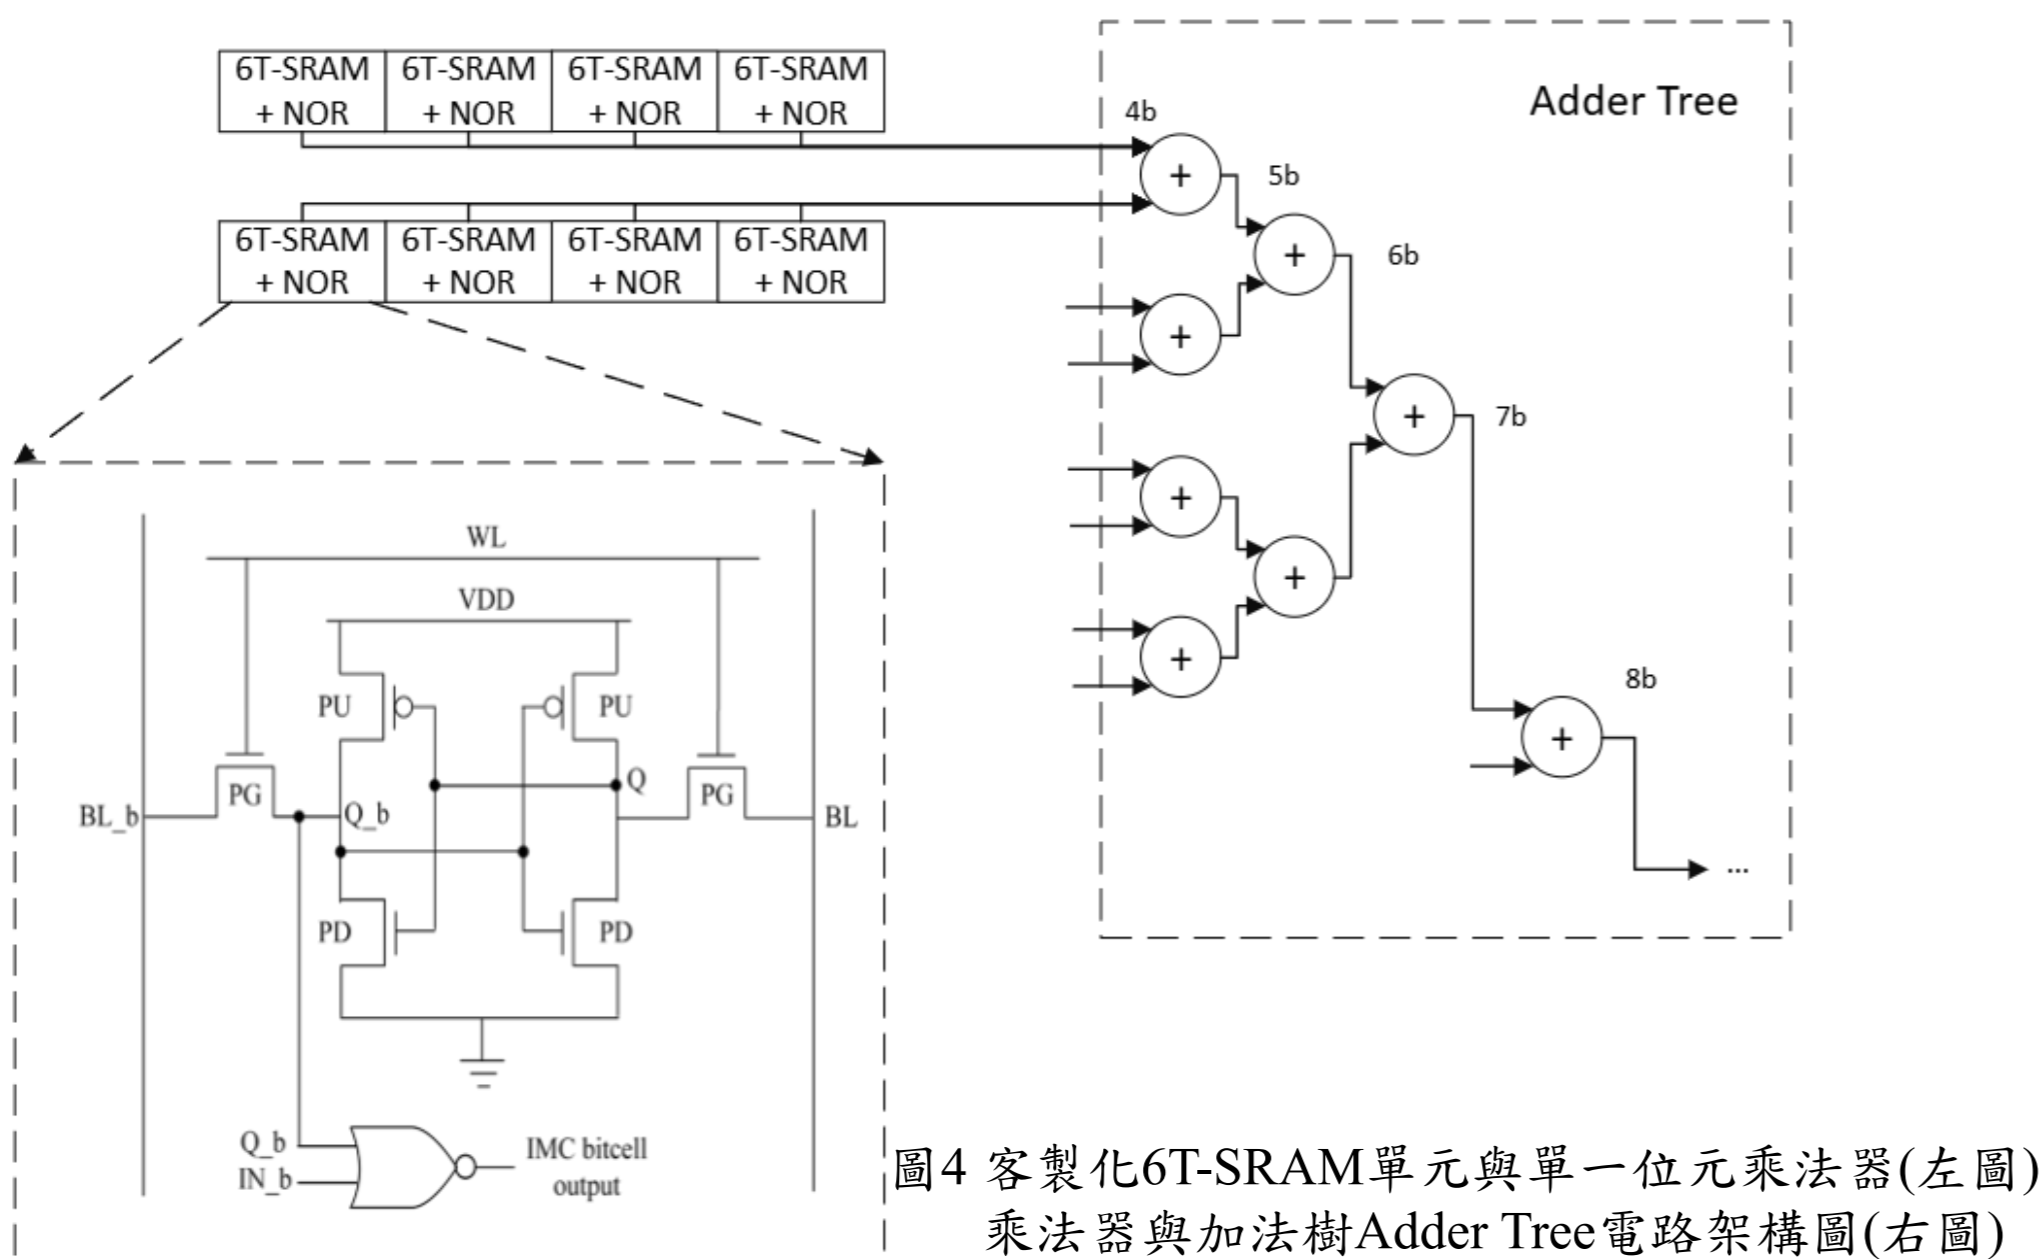 6T-SRAM + NOR
6T-SRAM + NOR
6T-SRAM + NOR
6T-SRAM + NOR
6T-SRAM + NOR
6T-SRAM + NOR
6T-SRAM + NOR
6T-SRAM + NOR
Adder Tree
4b
+
5b
+
6b
+
+
7b
+
+
+
8b
+
...
WL
VDD
PU
PU
PG
Q
PG
BL_b
Q_b
BL
PD
PD
Q_b
IN_b
IMC bitcell
output
圖4 客製化6T-SRAM單元與單一位元乘法器(左圖)
乘法器與加法樹Adder Tree電路架構圖(右圖)